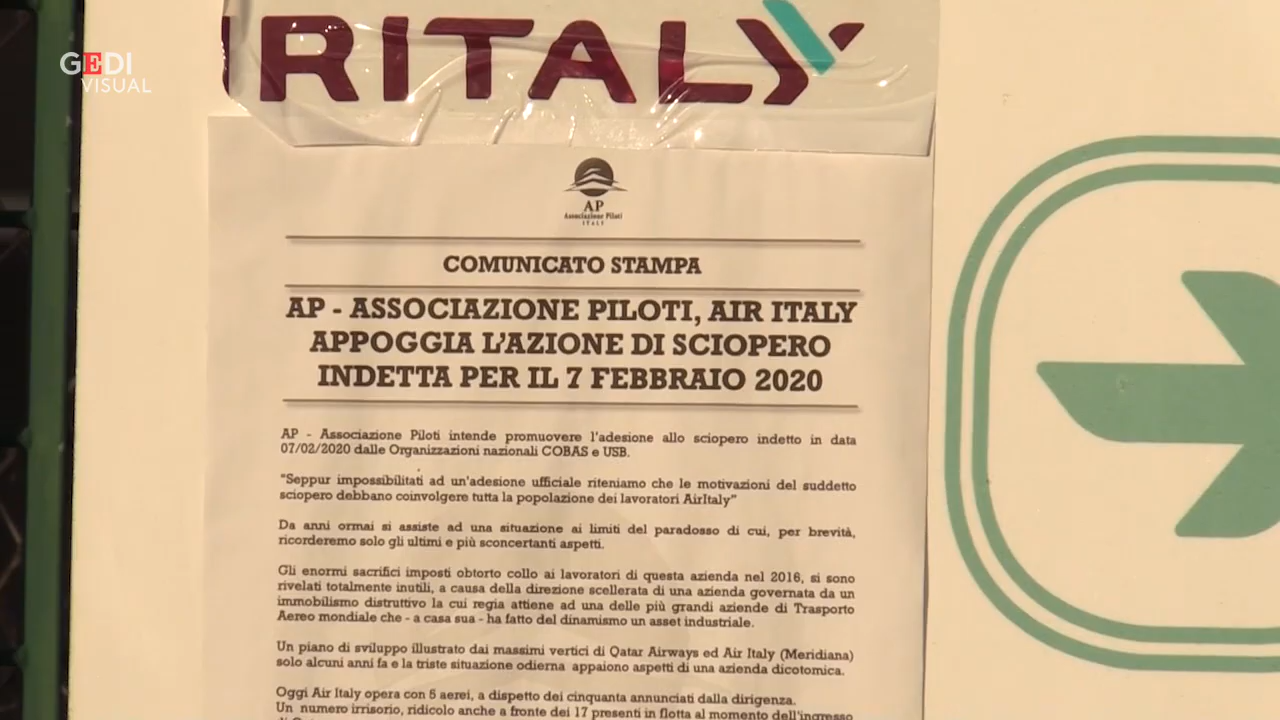 GEDI
VISUAL
IRITALY
AP
Associazione Piloti
ITALY
COMUNICATO STAMPA
AP - ASSOCIAZIONE PILOTI, AIR ITALY
APPOGGIA L'AZIONE DI SCIOPERO
INDETTA PER IL 7 FEBBRAIO 2020
AP - Associazione Piloti intende promuovere l'adesione allo sciopero indetto in data
07/02/2020 dalle Organizzazioni nazionali COBAS e USB.
"Seppur impossibilitati ad un'adesione ufficiale riteniamo che le motivazioni del suddetto
sciopero debbano coinvolgere tutta la popolazione dei lavoratori AirItaly"
Da anni ormai si assiste ad una situazione ai limiti del paradosso di cui, per brevità,
ricorderemo solo gli ultimi e più sconcertanti aspetti.
Gli enormi sacrifici imposti obtorto collo ai lavoratori di questa azienda nel 2016, si sono
rivelati totalmente inutili, a causa della direzione scellerata di una azienda governata da un
immobilismo distruttivo la cui regia attiene ad una delle più grandi aziende di Trasporto
Aereo mondiale che - a casa sua - ha fatto del dinamismo un asset industriale.
Un piano di sviluppo illustrato dai massimi vertici di Qatar Airways ed Air Italy (Meridiana)
solo alcuni anni fa e la triste situazione odierna appaiono aspetti di una azienda dicotomica.
Oggi Air Italy opera con 5 aerei, a dispetto dei cinquanta annunciati dalla dirigenza.
Un numero irrisorio, ridicolo anche a fronte dei 17 presenti in flotta al momento dell'ingresso